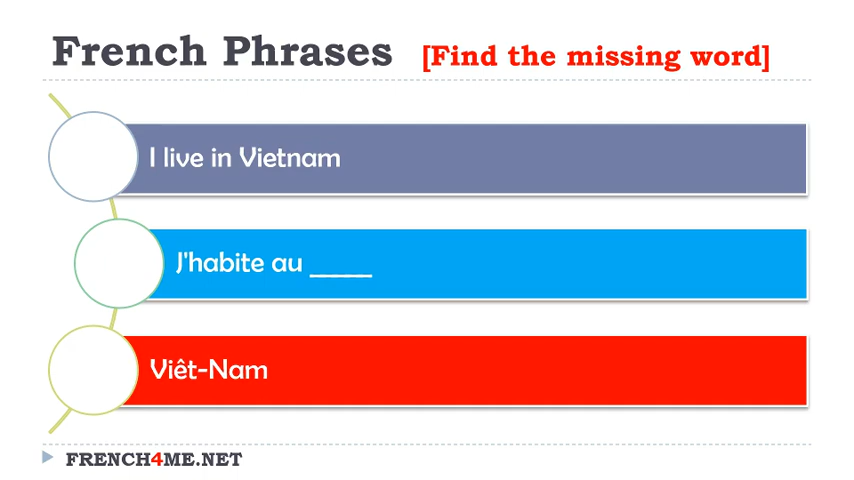 French Phrases [Find the missing word]
I live in Vietnam
J'habite au _____
Viêt-Nam
FRENCH4ME.NET